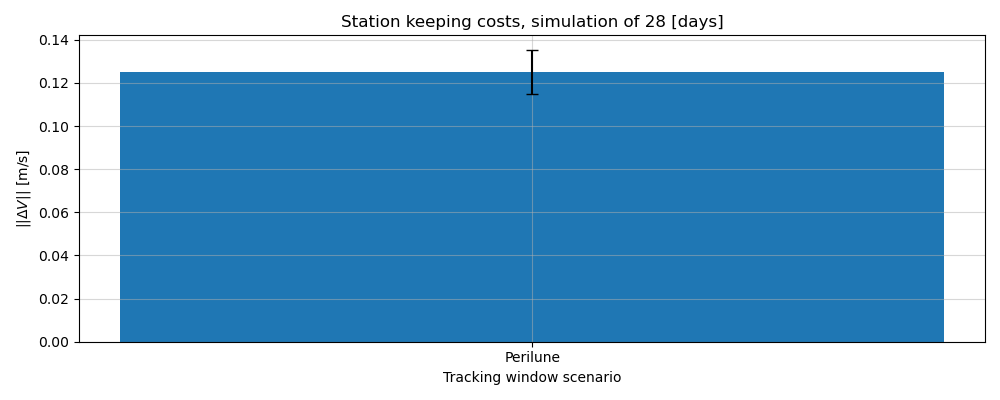 Station keeping costs, simulation of 28 [days]
||ΔV|| [m/s]
0.14
0.12
0.10
0.08
0.06
0.04
0.02
0.00
Perilune
Tracking window scenario